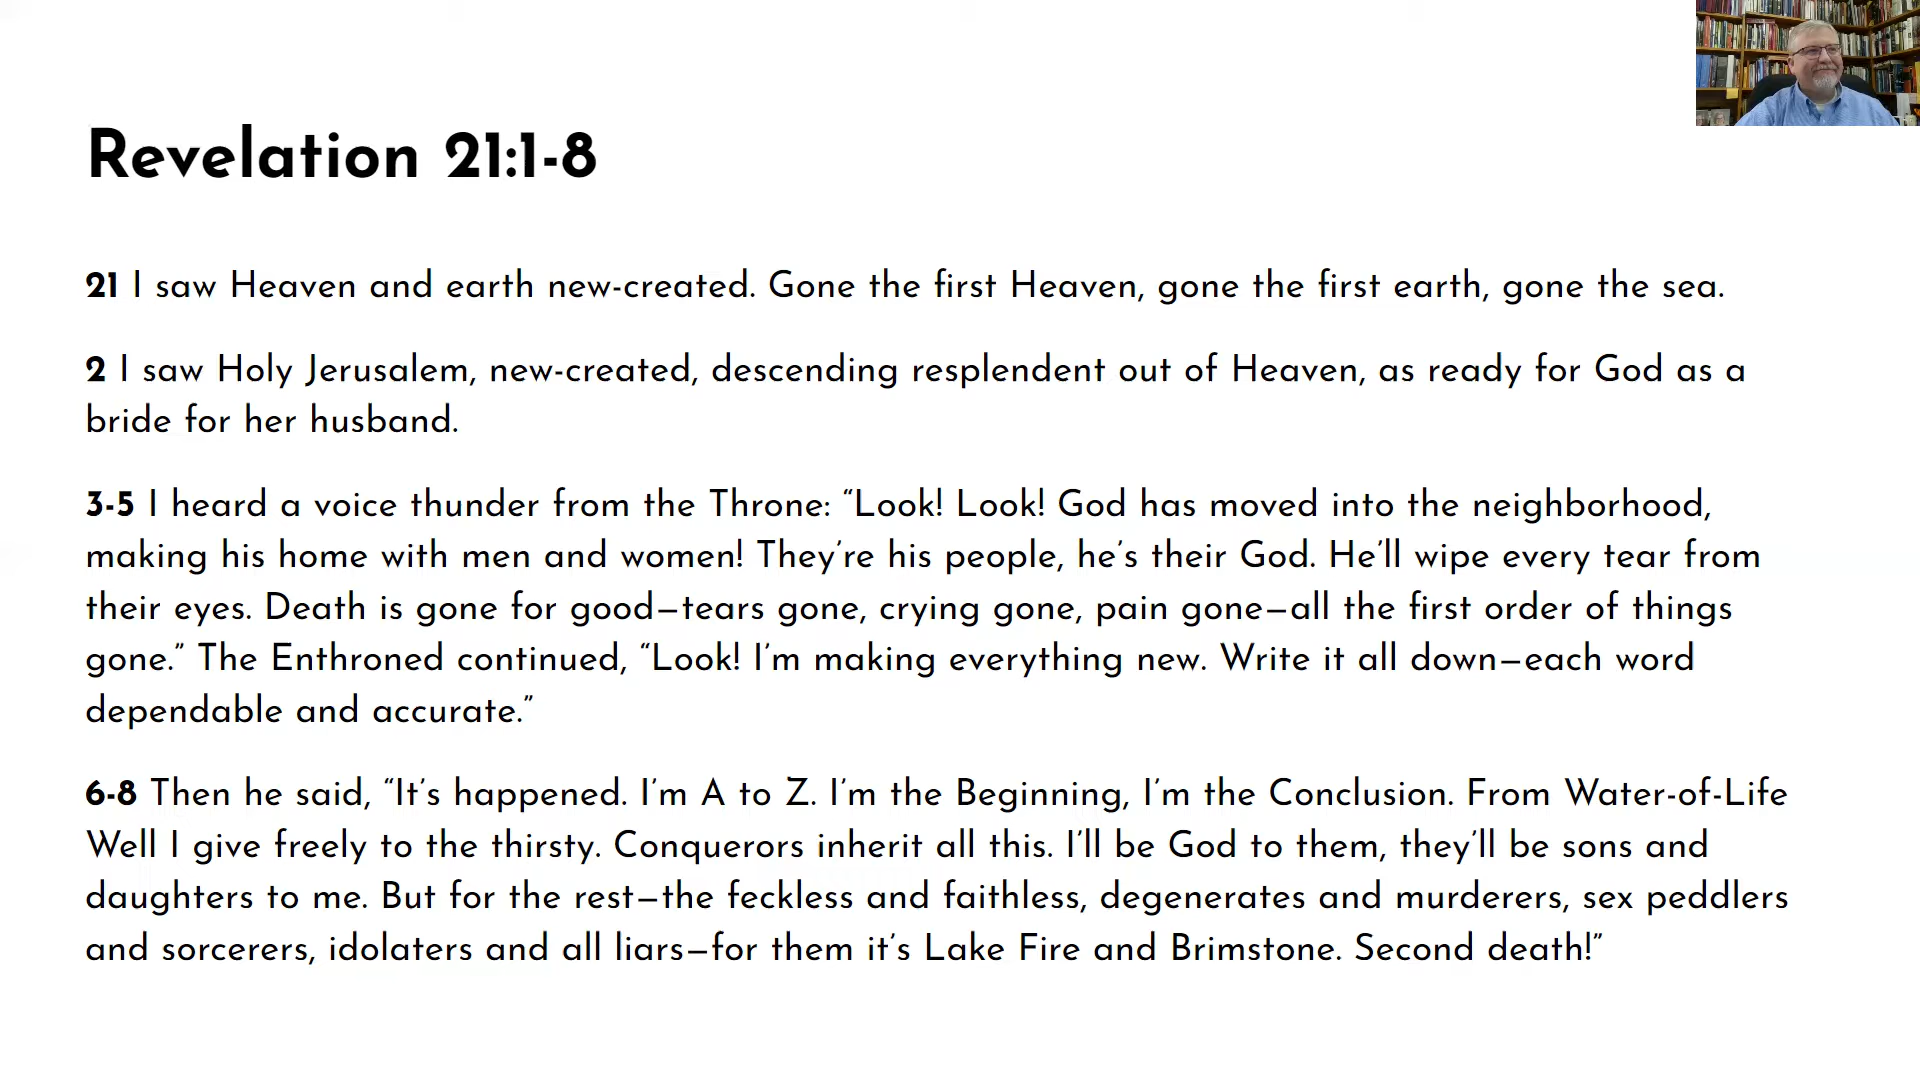 Revelation 21:1-8
21 I saw Heaven and earth new-created. Gone the first Heaven, gone the first earth, gone the sea.
2 I saw Holy Jerusalem, new-created, descending resplendent out of Heaven, as ready for God as a
bride for her husband.
3-5 I heard a voice thunder from the Throne: “Look! Look! God has moved into the neighborhood,
making his home with men and women! They’re his people, he’s their God. He’ll wipe every tear from
their eyes. Death is gone for good—tears gone, crying gone, pain gone—all the first order of things
gone.” The Enthroned continued, “Look! I’m making everything new. Write it all down—each word
dependable and accurate.”
6-8 Then he said, “It’s happened. I’m A to Z. I’m the Beginning, I’m the Conclusion. From Water-of-Life
Well I give freely to the thirsty. Conquerors inherit all this. I’ll be God to them, they’ll be sons and
daughters to me. But for the rest—the feckless and faithless, degenerates and murderers, sex peddlers
and sorcerers, idolaters and all liars—for them it’s Lake Fire and Brimstone. Second death!”